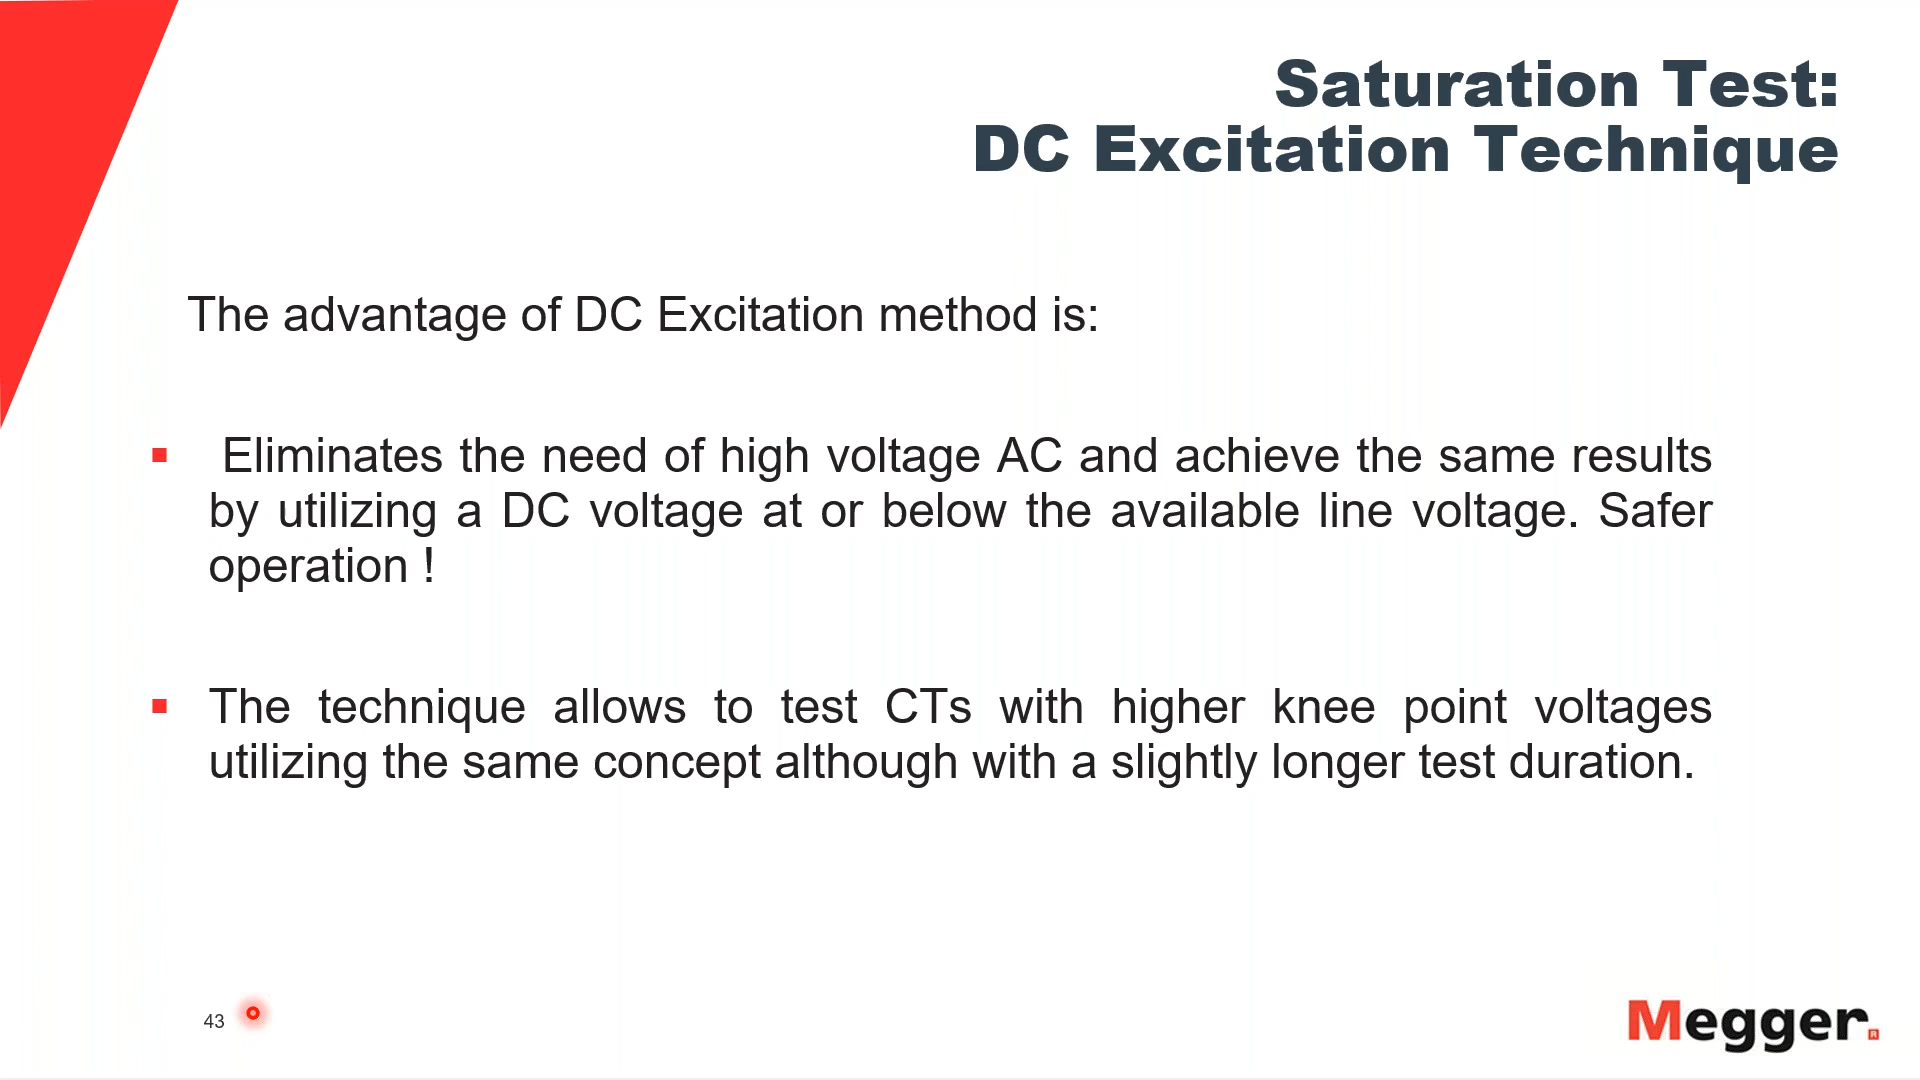 Saturation Test:
DC Excitation Technique
The advantage of DC Excitation method is:
▪ Eliminates the need of high voltage AC and achieve the same results
by utilizing a DC voltage at or below the available line voltage. Safer
operation !
▪ The technique allows to test CTs with higher knee point voltages
utilizing the same concept although with a slightly longer test duration.
43
Megger®